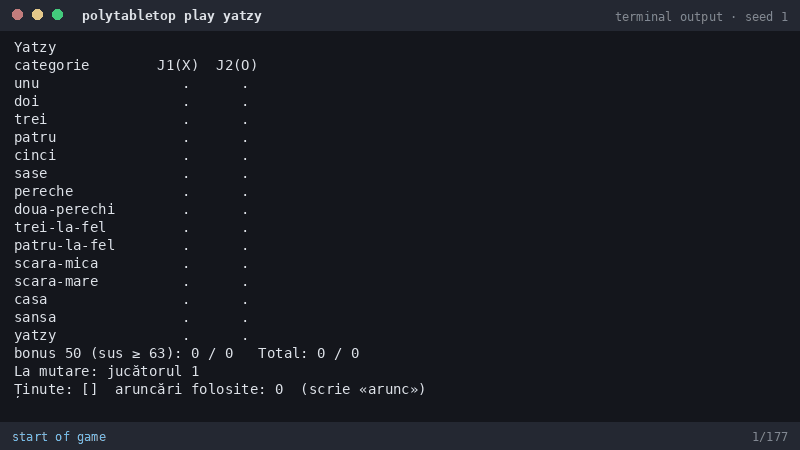 polytabletop play yatzy
terminal output · seed 1
Yatzy
categorie        J1(X)  J2(O)
unu                 .      .
doi                 .      .
trei                .      .
patru               .      .
cinci               .      .
sase                .      .
pereche             .      .
doua-perechi        .      .
trei-la-fel         .      .
patru-la-fel        .      .
scara-mica          .      .
scara-mare          .      .
casa                .      .
sansa               .      .
yatzy               .      .
bonus 50 (sus ≥ 63): 0 / 0   Total: 0 / 0
La mutare: jucătorul 1
Ținute: []  aruncări folosite: 0  (scrie «arunc»)
start of game
1/177